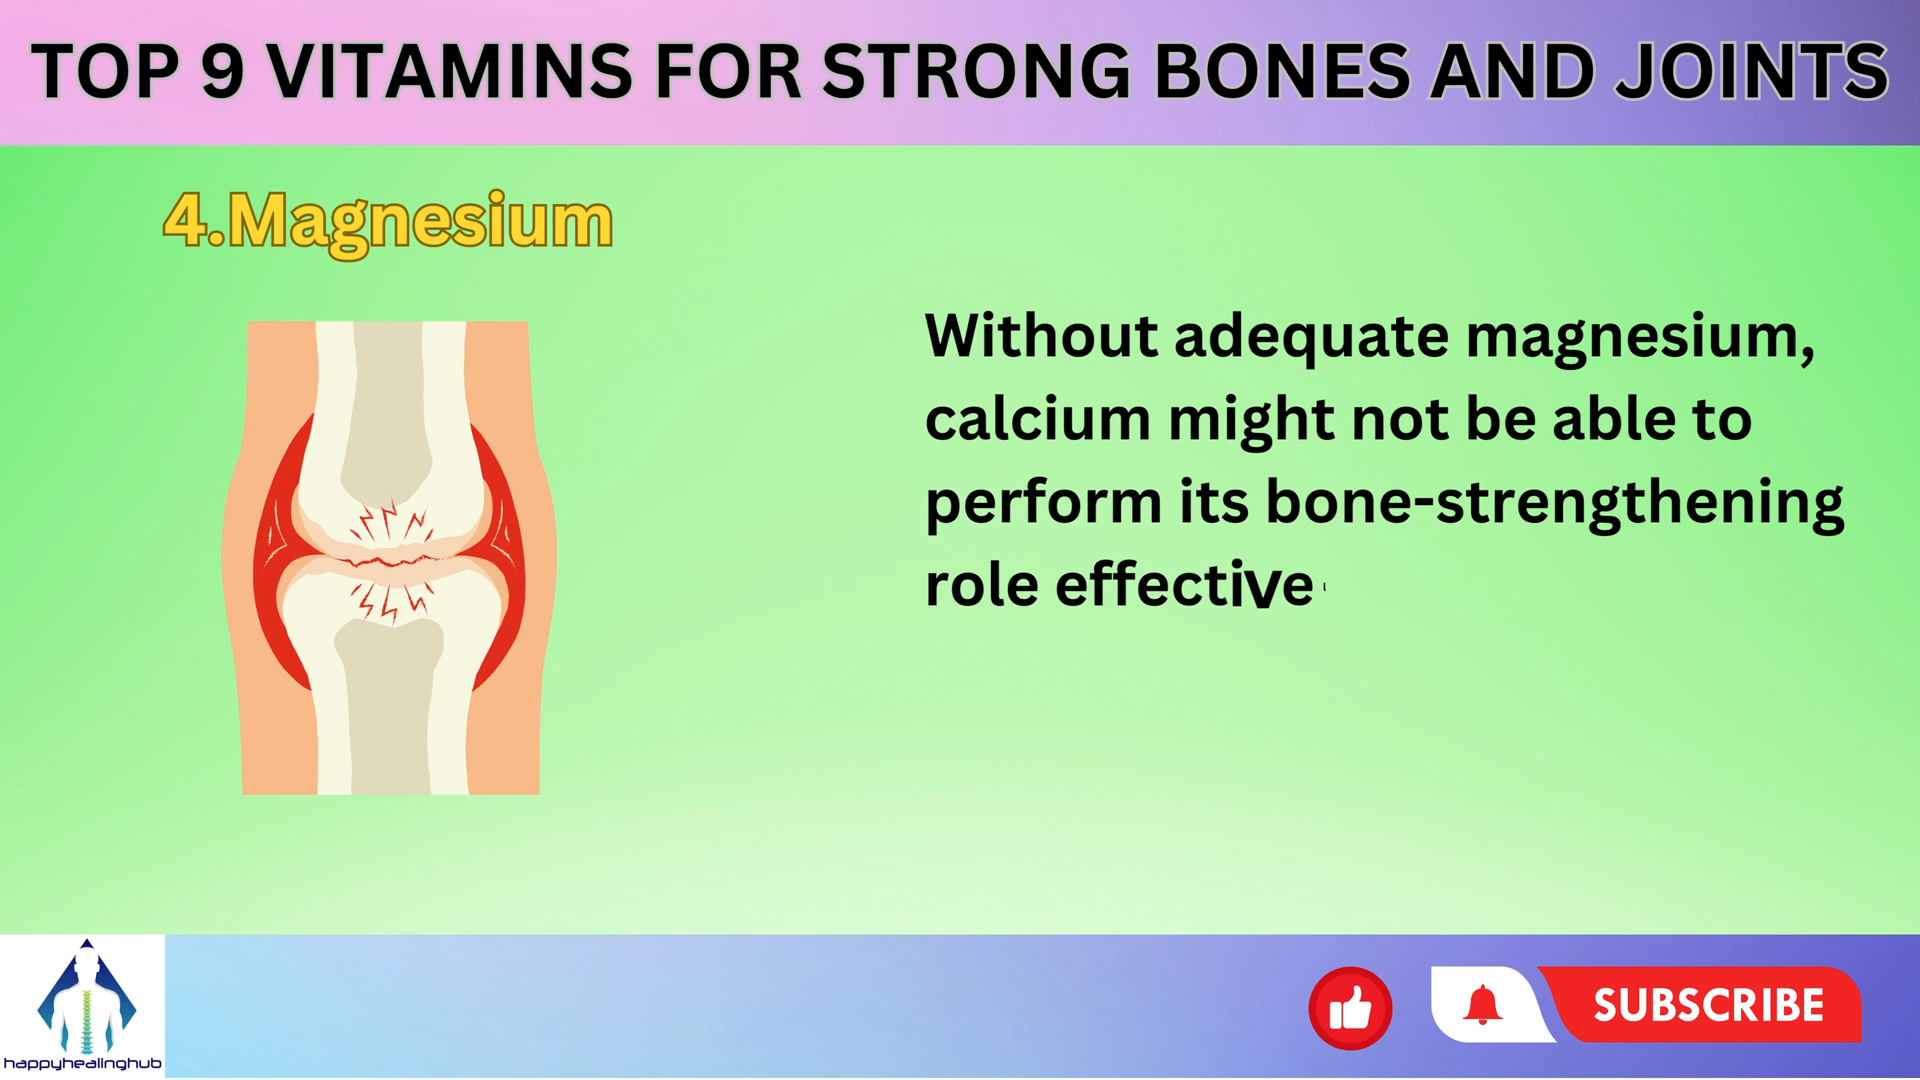 TOP 9 VITAMINS FOR STRONG BONES AND JOINTS
4.Magnesium
Without adequate magnesium,
calcium might not be able to
perform its bone-strengthening
role effective
happyhealinghub
SUBSCRIBE